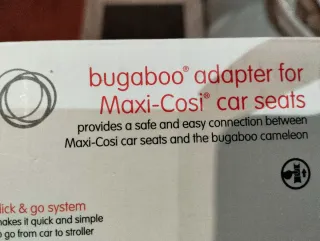 bugaboo® adapter for
Maxi-Cosi® car seats
provides a safe and easy connection between
Maxi-Cosi car seats and the bugaboo cameleon
lick & go system
makes it quick and simple
o go from car to stroller